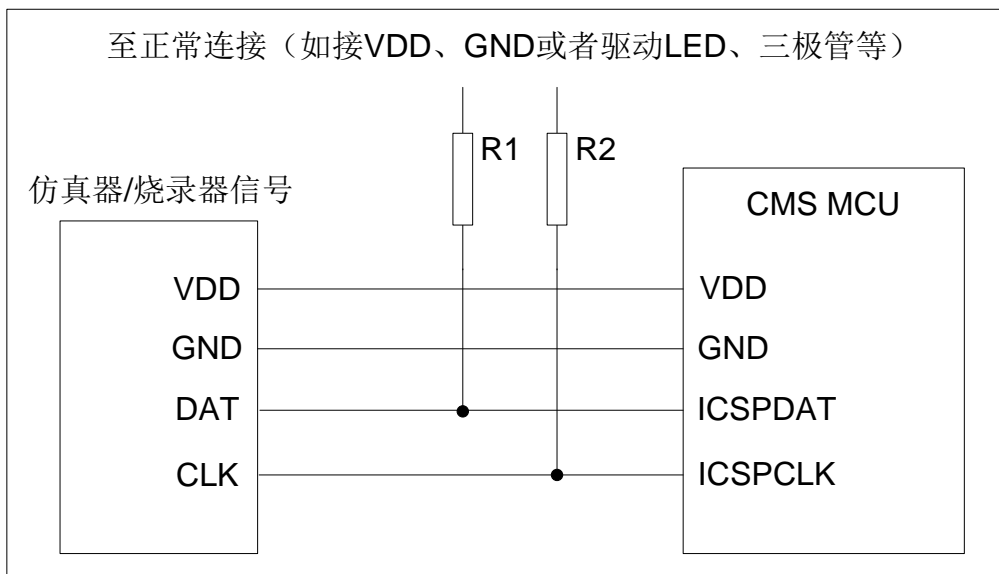 至正常连接（如接VDD、GND或者驱动LED、三极管等）
R1
R2
仿真器/烧录器信号
CMS MCU
VDD
VDD
GND
GND
DAT
ICSPDAT
CLK
ICSPCLK